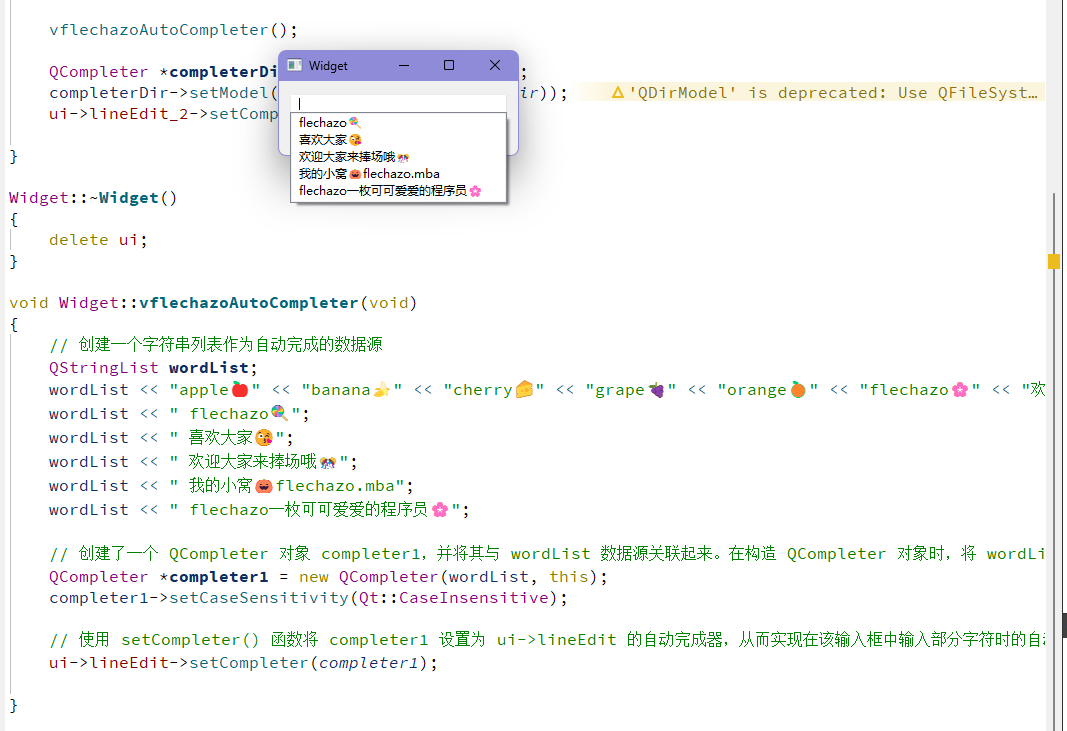 vflechazoAutoCompleter();
QCompleter *completerDi
;
completerDir->setModel(
ir));
'QDirModel' is deprecated: Use QFileSyst…
ui->lineEdit_2->setComp
}
Widget
flechazo🍭
喜欢大家😘
欢迎大家来捧场哦🎊
我的小窝🎃flechazo.mba
flechazo一枚可可爱爱的程序员🌸
Widget::~Widget()
{
delete ui;
}
void Widget::vflechazoAutoCompleter(void)
{
// 创建一个字符串列表作为自动完成的数据源
QStringList wordList;
wordList << "apple🍎" << "banana🍌" << "cherry🧀" << "grape🍇" << "orange🍊" << "flechazo🌸" << "欢
wordList << " flechazo🍭";
wordList << " 喜欢大家😘";
wordList << " 欢迎大家来捧场哦🎊";
wordList << " 我的小窝🎃flechazo.mba";
wordList << " flechazo一枚可可爱爱的程序员🌸";
// 创建了一个 QCompleter 对象 completer1，并将其与 wordList 数据源关联起来。在构造 QCompleter 对象时，将 wordLi
QCompleter *completer1 = new QCompleter(wordList, this);
completer1->setCaseSensitivity(Qt::CaseInsensitive);
// 使用 setCompleter() 函数将 completer1 设置为 ui->lineEdit 的自动完成器，从而实现在该输入框中输入部分字符时的自动
ui->lineEdit->setCompleter(completer1);
}